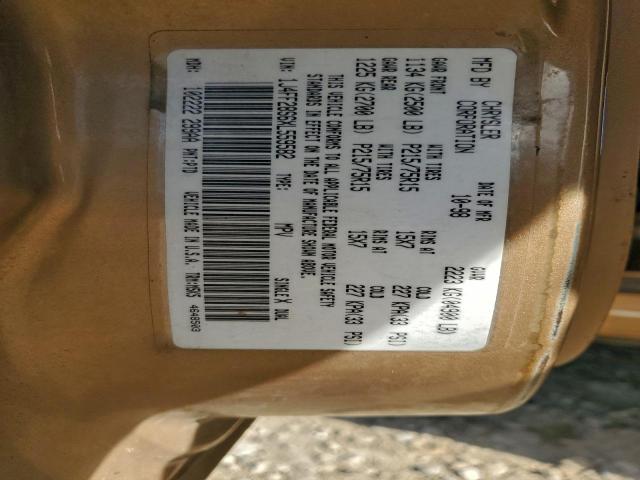 MFD BY CHRYSLER CORPORATION DATE OF MFR 10-98 GVWR 2223 KG(4900 LB)
GAWR FRONT WITH TIRES RIMS AT COLD
1134 KG(2500 LB) P215/75R15 15X7 227 KPA(33 PSI)
GAWR REAR WITH TIRES RIMS AT COLD
1225 KG(2700 LB) P215/75R15 15X7 227 KPA(33 PSI)
THIS VEHICLE CONFORMS TO ALL APPLICABLE FEDERAL MOTOR VEHICLE SAFETY
STANDARDS IN EFFECT ON THE DATE OF MANUFACTURE SHOWN ABOVE.
VIN: TYPE: MPV SINGLE X DUAL
MDH: VEHICLE MADE IN U.S.A.